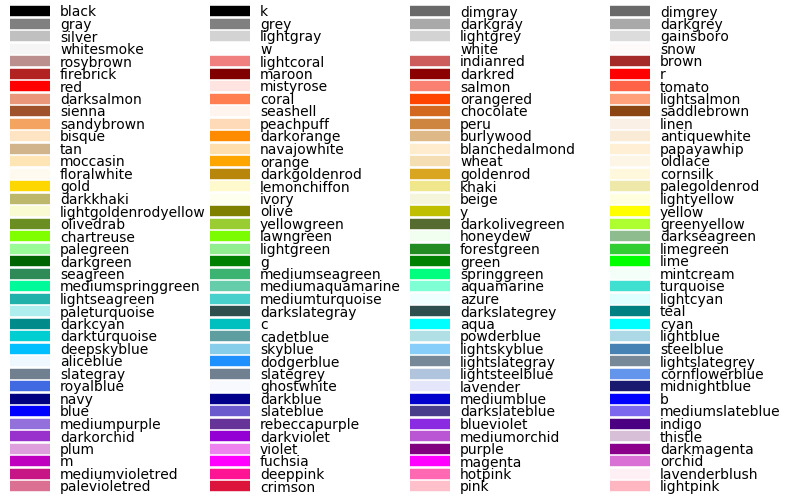 black k dimgray dimgrey
gray grey darkgray darkgrey
silver lightgray lightgrey gainsboro
whitesmoke w white snow
rosybrown lightcoral indianred brown
firebrick maroon darkred r
red mistyrose salmon tomato
darksalmon coral orangered lightsalmon
sienna seashell chocolate saddlebrown
sandybrown peachpuff peru linen
bisque darkorange burlywood antiquewhite
tan navajowhite blanchedalmond papayawhip
moccasin orange wheat oldlace
floralwhite darkgoldenrod goldenrod cornsilk
gold lemonchiffon khaki palegoldenrod
darkkhaki ivory beige lightyellow
lightgoldenrodyellow olive y yellow
olivedrab yellowgreen darkolivegreen greenyellow
chartreuse lawngreen honeydew darkseagreen
palegreen lightgreen forestgreen limegreen
darkgreen g green lime
seagreen mediumseagreen springgreen mintcream
mediumspringgreen mediumaquamarine aquamarine turquoise
lightseagreen mediumturquoise azure lightcyan
paleturquoise darkslategray darkslategrey teal
darkcyan c aqua cyan
darkturquoise cadetblue powderblue lightblue
deepskyblue skyblue lightskyblue steelblue
aliceblue dodgerblue lightslategray lightslategrey
slategray slategrey lightsteelblue cornflowerblue
royalblue ghostwhite lavender midnightblue
navy darkblue mediumblue b
blue slateblue darkslateblue mediumslateblue
mediumpurple rebeccapurple blueviolet indigo
darkorchid darkviolet mediumorchid thistle
plum violet purple darkmagenta
m fuchsia magenta orchid
mediumvioletred deeppink hotpink lavenderblush
palevioletred crimson pink lightpink